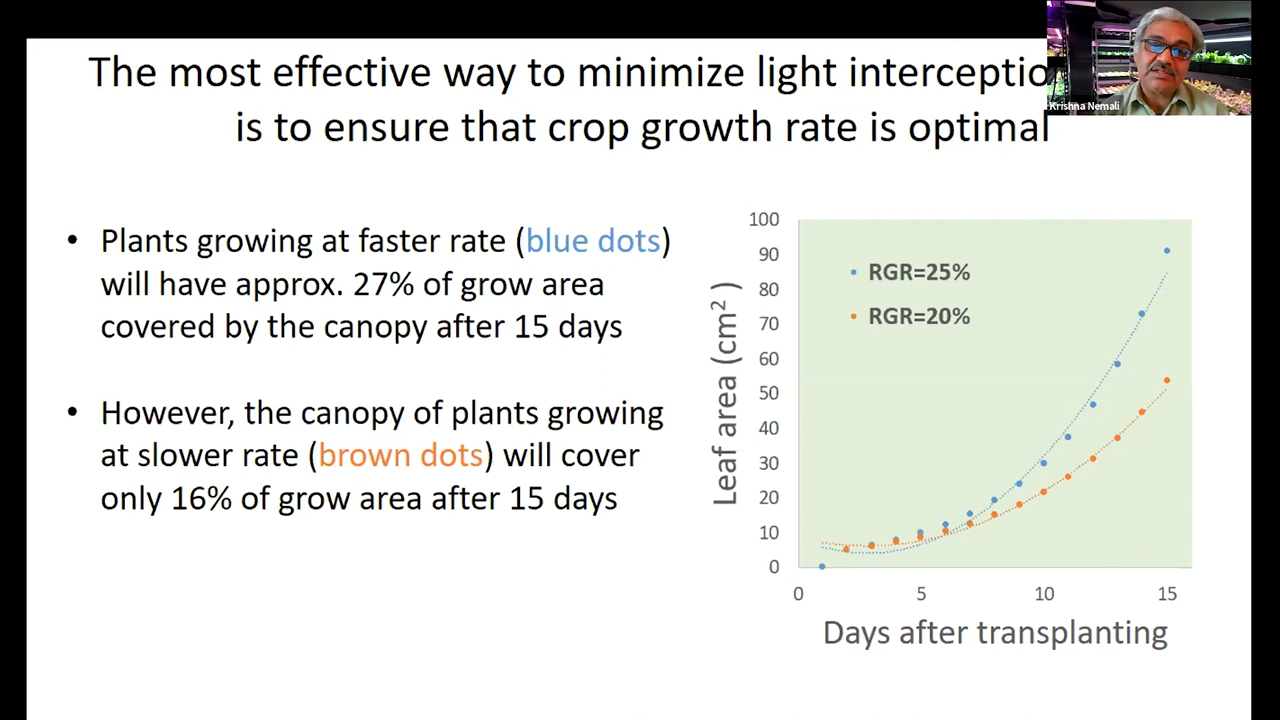 The most effective way to minimize light interceptio
is to ensure that crop growth rate is optimal
Krishna Nemali
• Plants growing at faster rate (blue dots)
will have approx. 27% of grow area
covered by the canopy after 15 days
• However, the canopy of plants growing
at slower rate (brown dots) will cover
only 16% of grow area after 15 days
100
90
80
70
60
50
40
30
20
10
0
Leaf area (cm²)
RGR=25%
RGR=20%
0 5 10 15
Days after transplanting